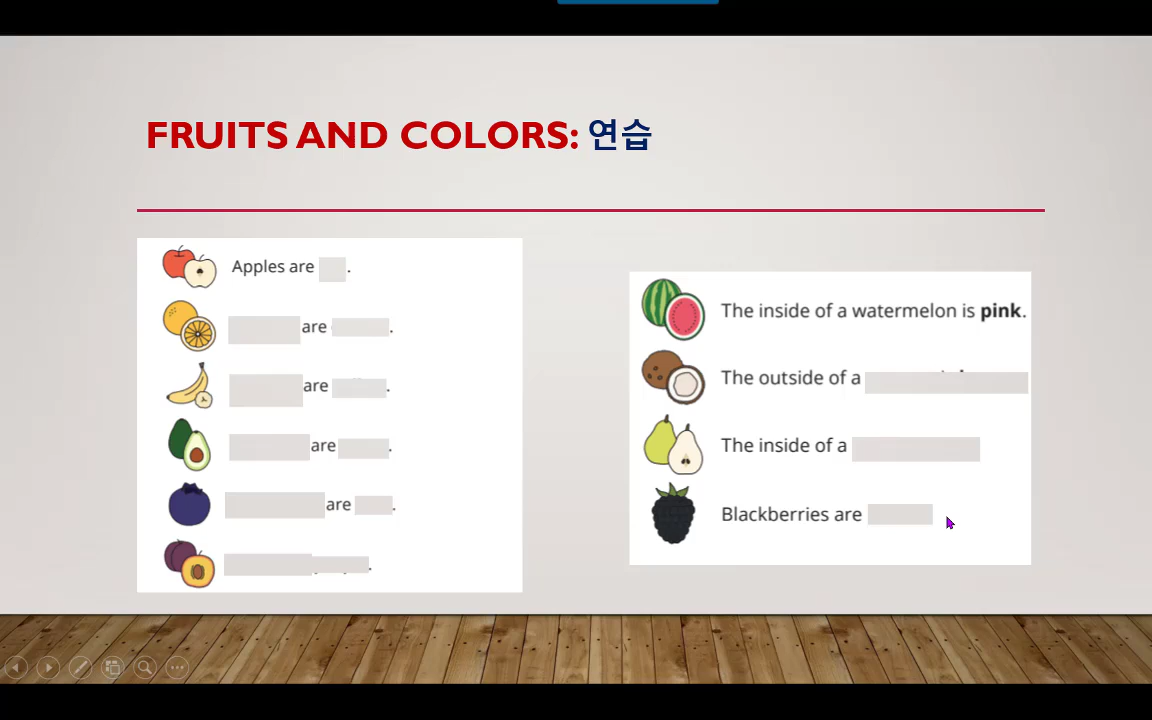 FRUITS AND COLORS: 연습
Apples are .
are .
are .
are .
are .
.
The inside of a watermelon is pink.
The outside of a
The inside of a
Blackberries are